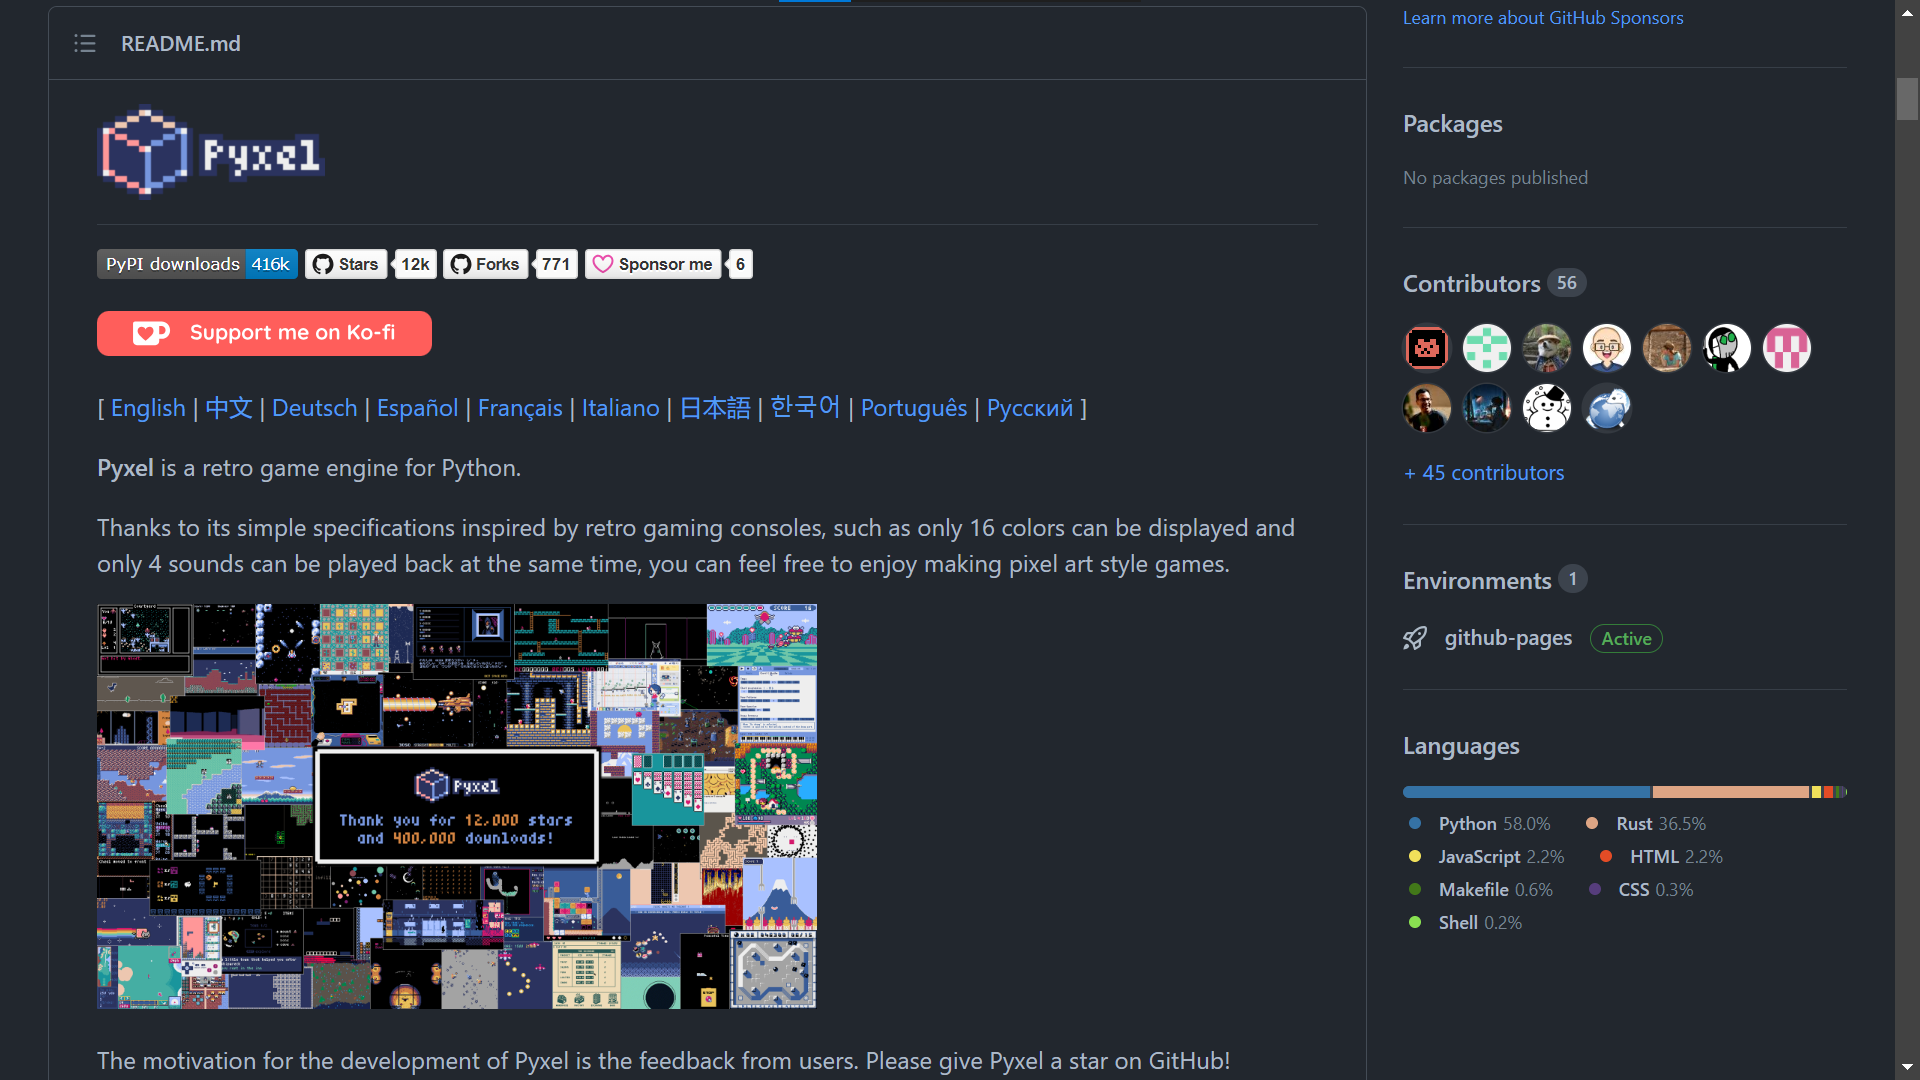 README.md
Pyxel
PyPI downloads 416k Stars 12k Forks 771 Sponsor me 6
Support me on Ko-fi
[ English | 中文 | Deutsch | Español | Français | Italiano | 日本語 | 한국어 | Português | Русский ]
Pyxel is a retro game engine for Python.
Thanks to its simple specifications inspired by retro gaming consoles, such as only 16 colors can be displayed and
only 4 sounds can be played back at the same time, you can feel free to enjoy making pixel art style games.
Pyxel
Thank you for 12,000 stars
and 400,000 downloads!
The motivation for the development of Pyxel is the feedback from users. Please give Pyxel a star on GitHub!
Learn more about GitHub Sponsors
Packages
No packages published
Contributors 56
+ 45 contributors
Environments 1
github-pages Active
Languages
Python 58.0% Rust 36.5%
JavaScript 2.2% HTML 2.2%
Makefile 0.6% CSS 0.3%
Shell 0.2%